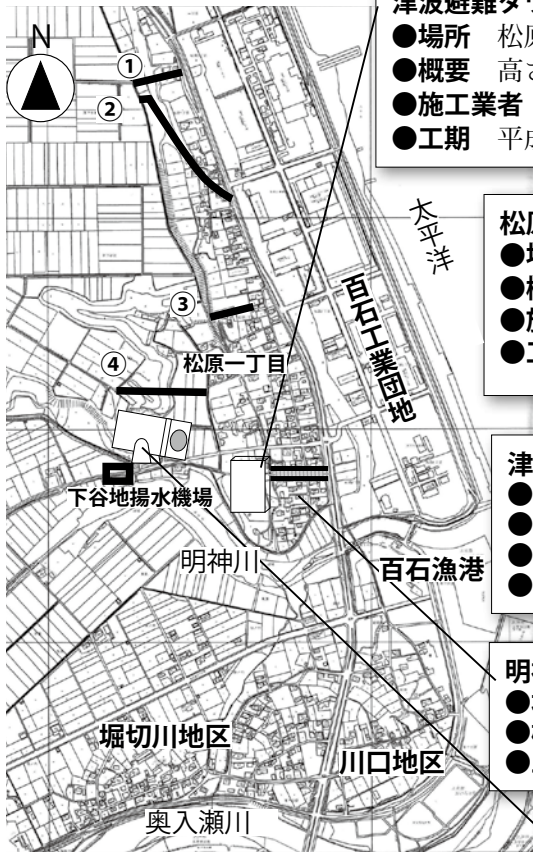 N
①
②
③
④
津波避難タ
●場所 松原
●概要 高さ
●施工業者
●工期 平成
太平洋
松原
百石工業団地
松原一丁目
下谷地揚水機場
津
明神川
百石漁港
明
堀切川地区
川口地区
奥入瀬川